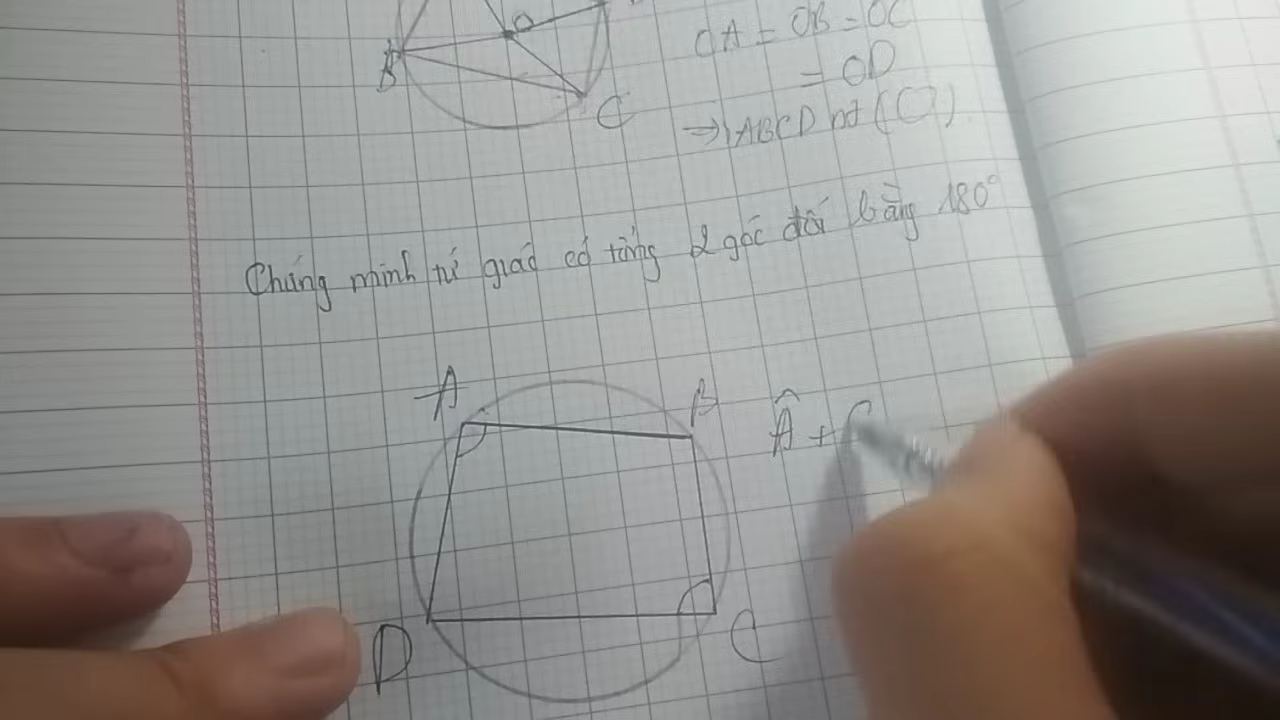 O
B
C
OA = OB = OC
= OD
→ ABCD nt (O)
Chứng minh tứ giác có tổng 2 góc đối bằng 180°
A
B
Â + C
D
C